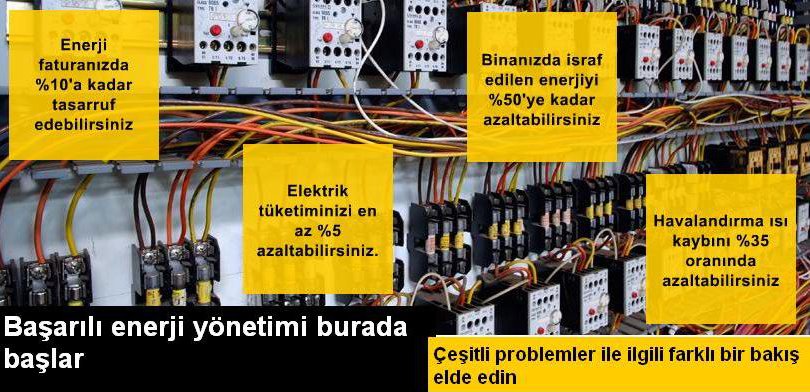 Enerji
faturanızda
%10'a kadar
tasarruf
edebilirsiniz
Binanızda israf
edilen enerjiyi
%50'ye kadar
azaltabilirsiniz
Elektrik
tüketiminizi en
az %5
azaltabilirsiniz.
Havalandırma ısı
kaybını %35
oranında
azaltabilirsiniz
Başarılı enerji yönetimi burada
başlar
Çeşitli problemler ile ilgili farklı bir bakış
elde edin